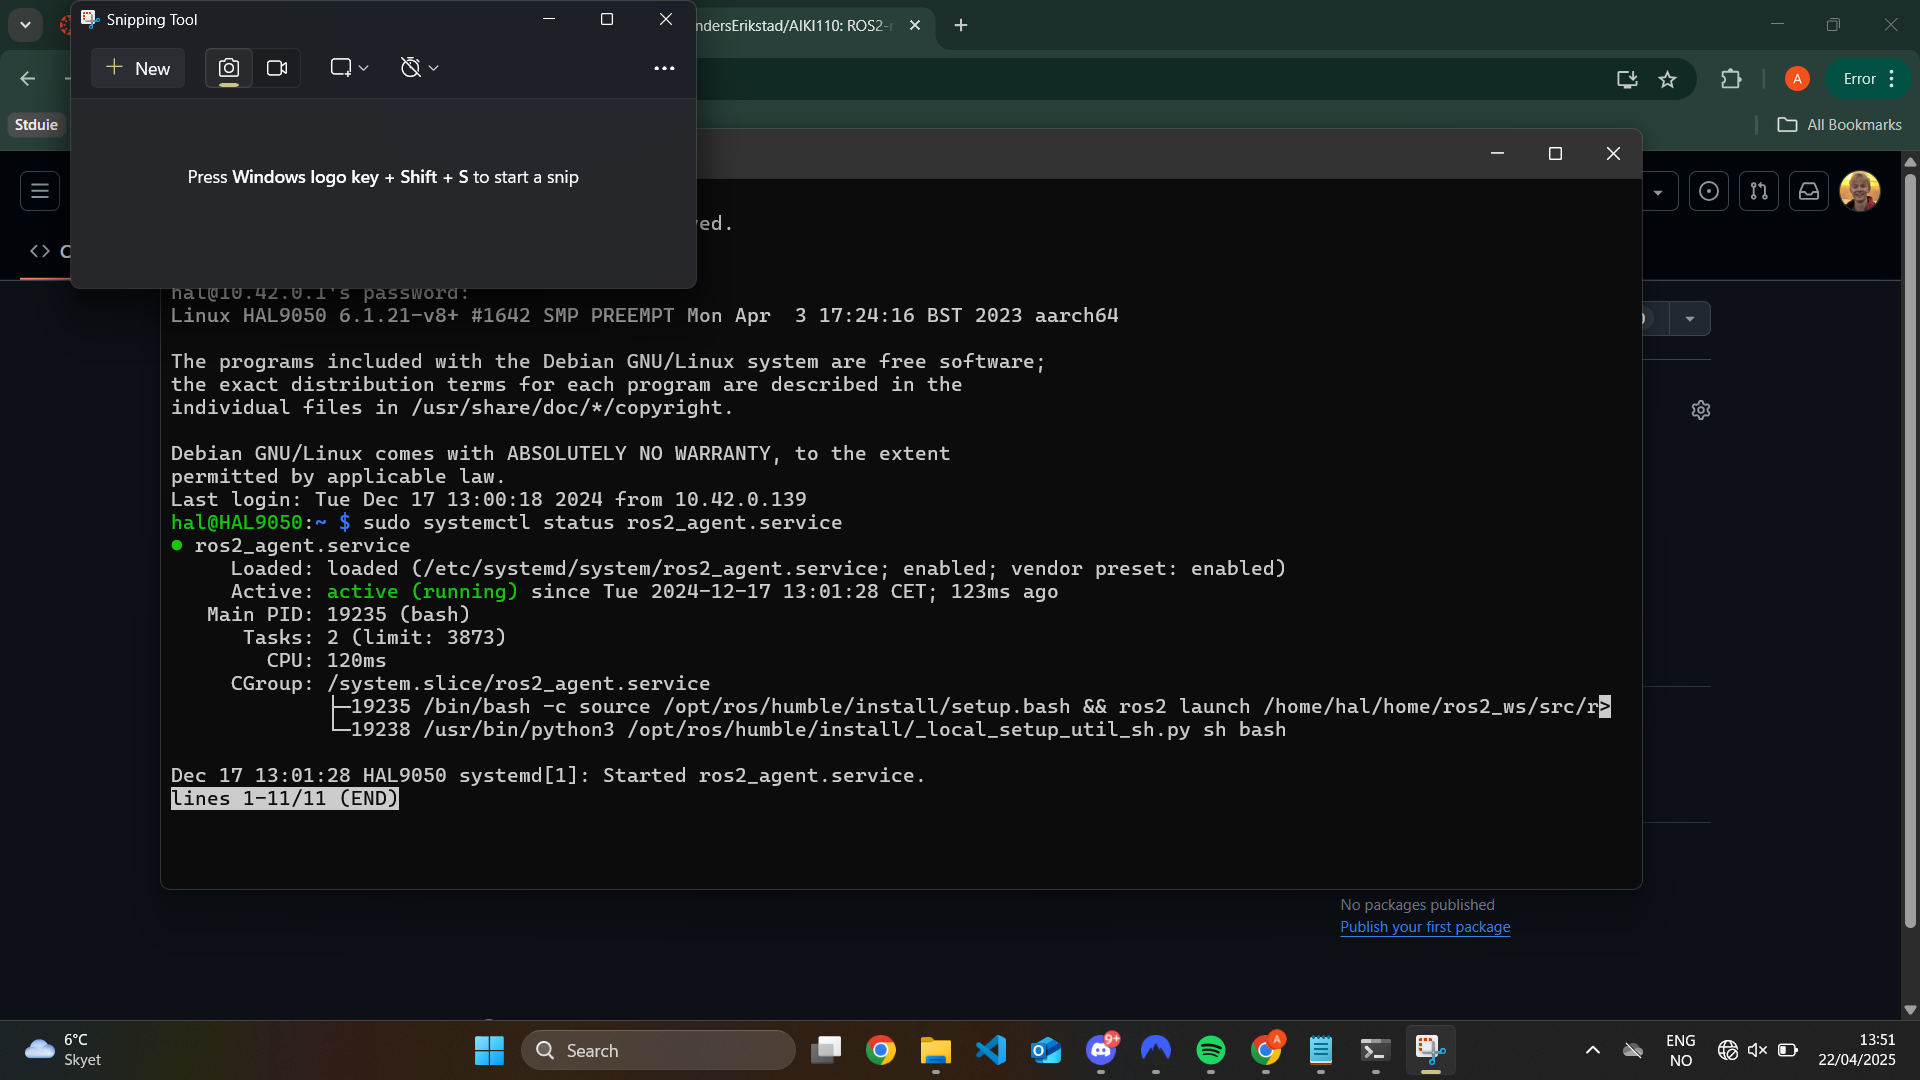 Snipping Tool
ndersErikstad/AIKI110: ROS2-
New
A
Error
Stduie
All Bookmarks
Press Windows logo key + Shift + S to start a snip
ved.
hal@10.42.0.1's password:
Linux HAL9050 6.1.21-v8+ #1642 SMP PREEMPT Mon Apr  3 17:24:16 BST 2023 aarch64
The programs included with the Debian GNU/Linux system are free software;
the exact distribution terms for each program are described in the
individual files in /usr/share/doc/*/copyright.
Debian GNU/Linux comes with ABSOLUTELY NO WARRANTY, to the extent
permitted by applicable law.
Last login: Tue Dec 17 13:00:18 2024 from 10.42.0.139
hal@HAL9050:~ $ sudo systemctl status ros2_agent.service
● ros2_agent.service
Loaded: loaded (/etc/systemd/system/ros2_agent.service; enabled; vendor preset: enabled)
Active: active (running) since Tue 2024-12-17 13:01:28 CET; 123ms ago
Main PID: 19235 (bash)
Tasks: 2 (limit: 3873)
CPU: 120ms
CGroup: /system.slice/ros2_agent.service
├─19235 /bin/bash -c source /opt/ros/humble/install/setup.bash && ros2 launch /home/hal/home/ros2_ws/src/r>
└─19238 /usr/bin/python3 /opt/ros/humble/install/_local_setup_util_sh.py sh bash
Dec 17 13:01:28 HAL9050 systemd[1]: Started ros2_agent.service.
lines 1-11/11 (END)
No packages published
Publish your first package
6°C
Skyet
Search
9+
A
ENG
NO
13:51
22/04/2025